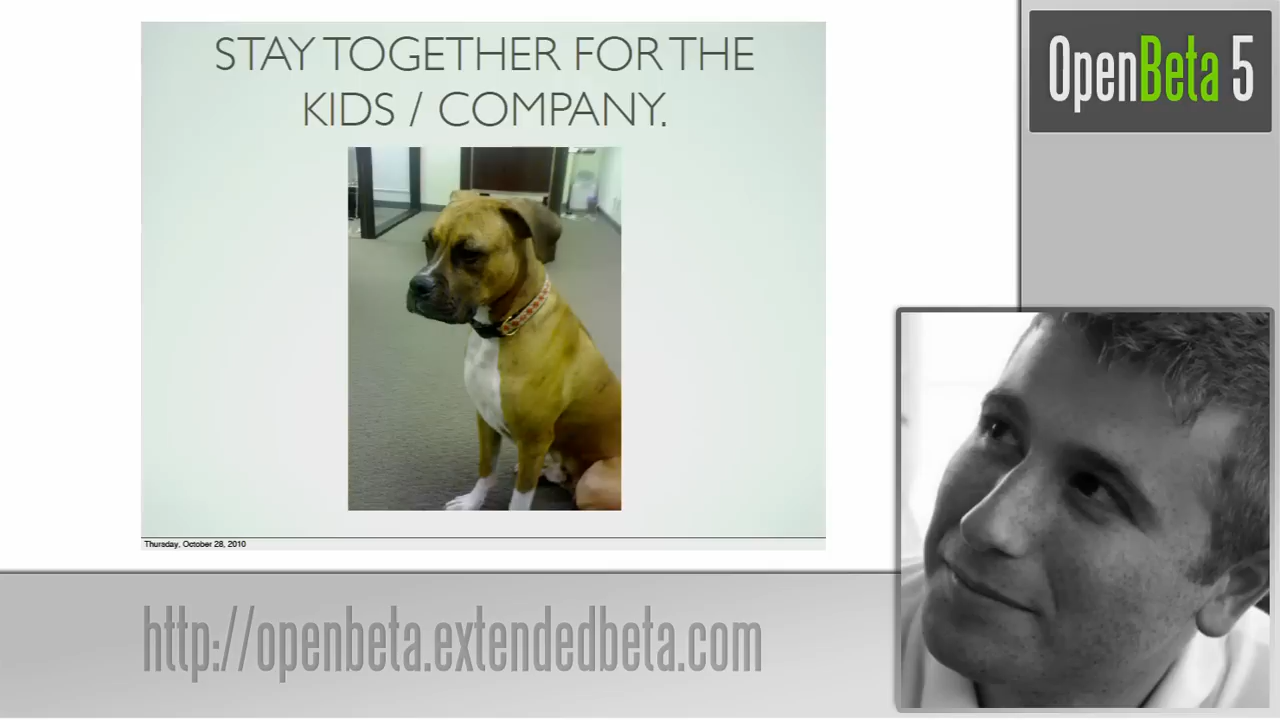 STAY TOGETHER FOR THE
KIDS / COMPANY.
OpenBeta 5
Thursday, October 28, 2010
http://openbeta.extendedbeta.com